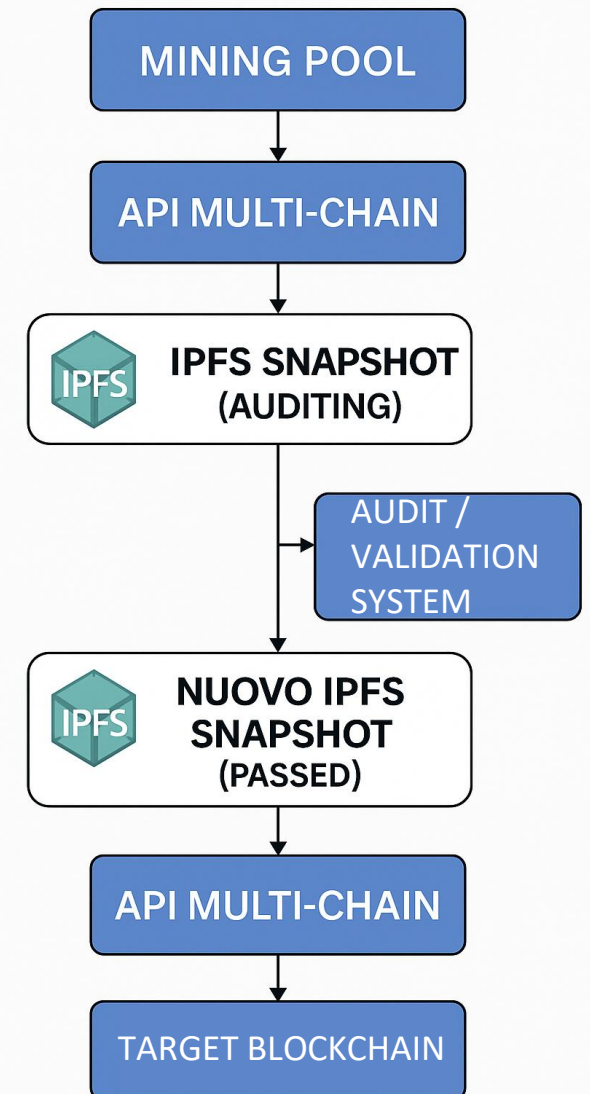 MINING POOL
API MULTI-CHAIN
IPFS
IPFS SNAPSHOT
(AUDITING)
AUDIT /
VALIDATION
SYSTEM
IPFS
NUOVO IPFS
SNAPSHOT
(PASSED)
API MULTI-CHAIN
TARGET BLOCKCHAIN